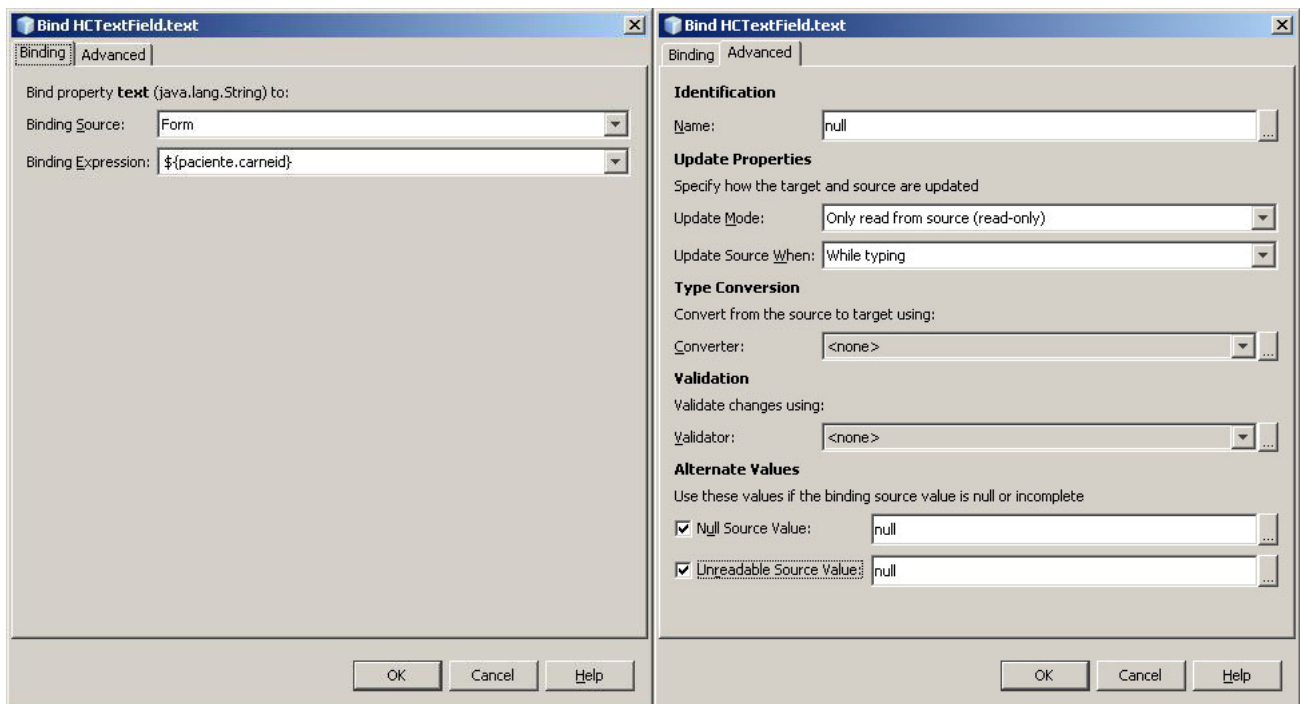 Bind HCTextField.text
Binding Advanced
Bind property text (java.lang.String) to:
Binding Source: Form
Binding Expression: ${paciente.carneid}
OK Cancel Help
Bind HCTextField.text
Binding Advanced
Identification
Name: null ...
Update Properties
Specify how the target and source are updated
Update Mode: Only read from source (read-only)
Update Source When: While typing
Type Conversion
Convert from the source to target using:
Converter: <none> ...
Validation
Validate changes using:
Validator: <none> ...
Alternate Values
Use these values if the binding source value is null or incomplete
Null Source Value: null ...
Unreadable Source Value: null ...
OK Cancel Help